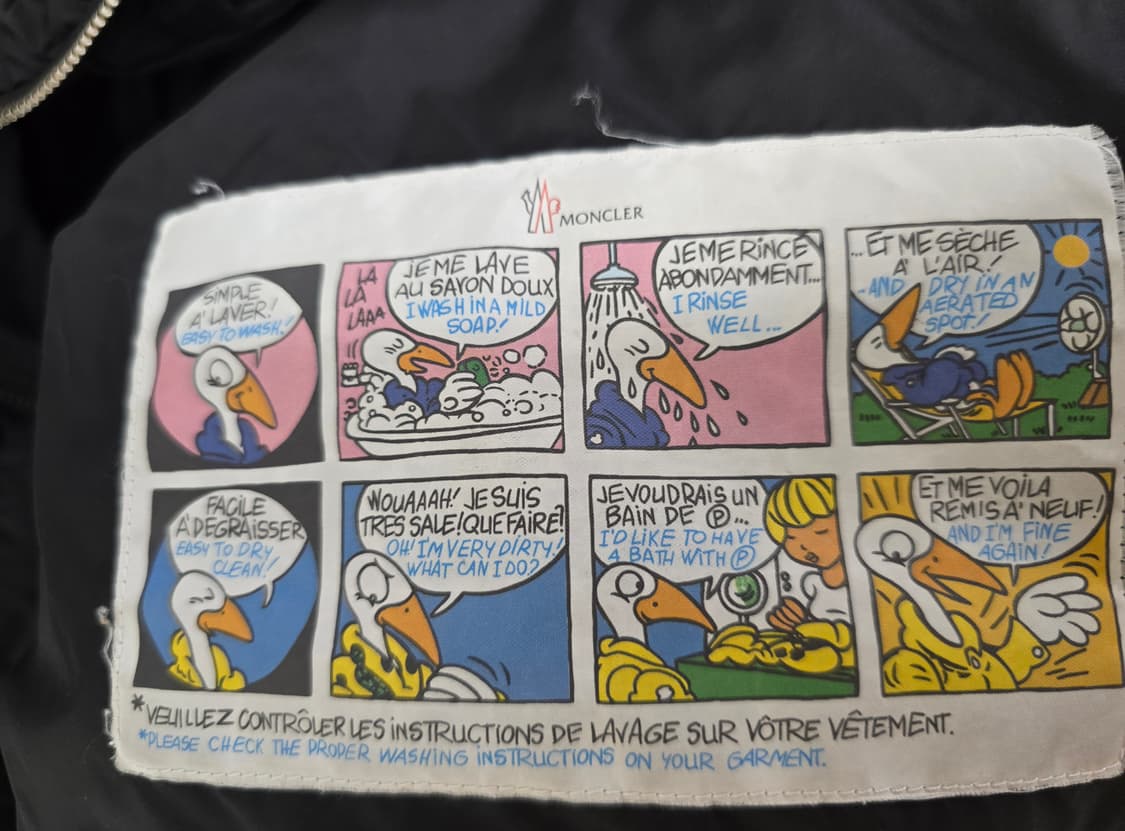 MONCLER
SIMPLE
A' LAVER!
EASY TO WASH!
LA
LA
LAAA
JE ME LAVE
AU SAYON DOUX
I WASH IN A MILD
SOAP!
JE ME RINCE
ABONDAMMENT...
I RINSE
WELL...
...ET ME SÈCHE
A' L'AIR!
...AND I DRY IN AN
AERATED
SPOT!
FACILE
A' DEGRAISSER
EASY TO DRY
CLEAN!
WOUAAAH! JE SUIS
TRES SALE! QUE FAIRE?
OH! I'M VERY DIRTY!
WHAT CAN I DO?
JE VOUDRAIS UN
BAIN DE Ⓟ...
I'D LIKE TO HAVE
A BATH WITH Ⓟ
ET ME VOILA
REMIS A' NEUF!
AND I'M FINE
AGAIN!
*VEUILLEZ CONTRÔLER LES INSTRUCTIONS DE LAVAGE SUR VÔTRE VÊTEMENT.
*PLEASE CHECK THE PROPER WASHING INSTRUCTIONS ON YOUR GARMENT.